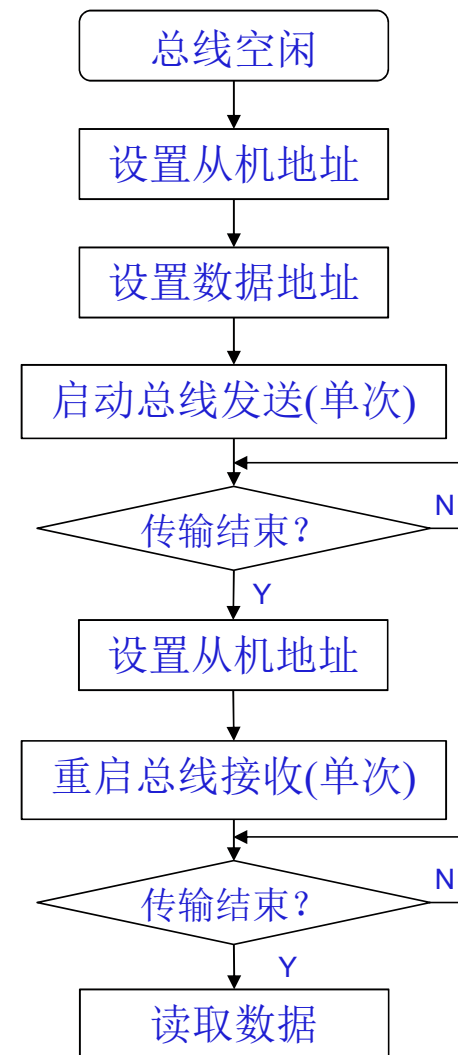 总线空闲
设置从机地址
设置数据地址
启动总线发送(单次)
传输结束?
N
Y
设置从机地址
重启总线接收(单次)
传输结束?
N
Y
读取数据